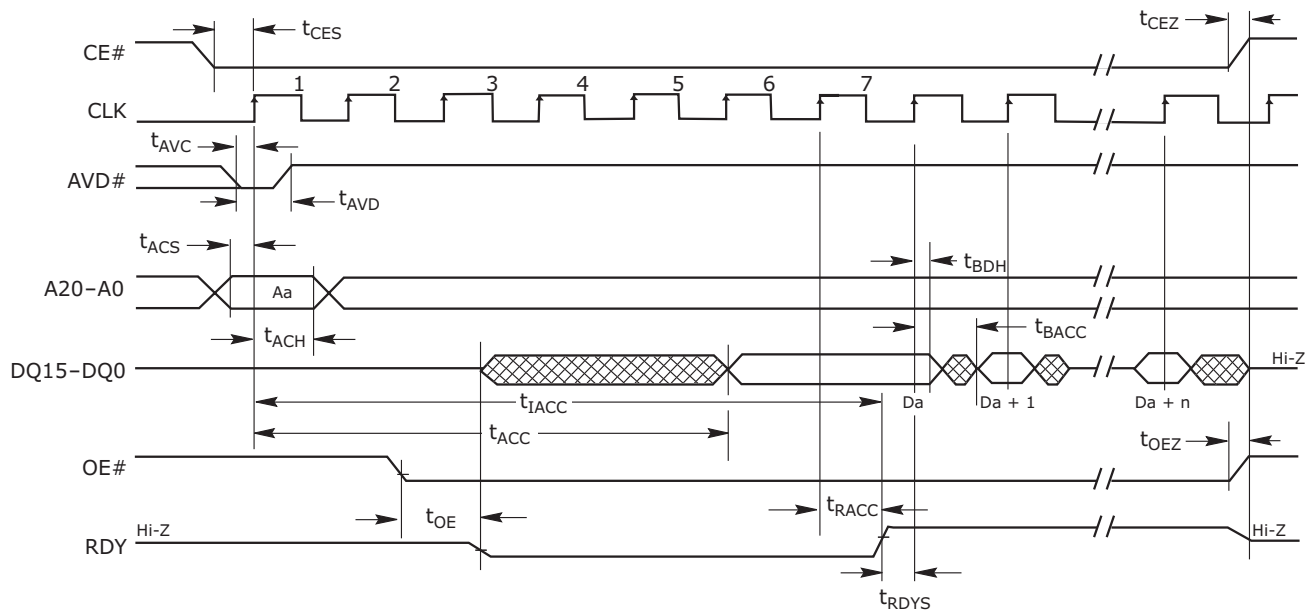 tCES
tCEZ
CE#
1 2 3 4 5 6 7
CLK
tAVC
AVD#
tAVD
tACS
tBDH
A20-A0
Aa
tBACC
tACH
DQ15-DQ0
Hi-Z
tIACC
Da
Da + 1
Da + n
tACC
tOEZ
OE#
tOE
tRACC
Hi-Z
Hi-Z
RDY
tRDYS